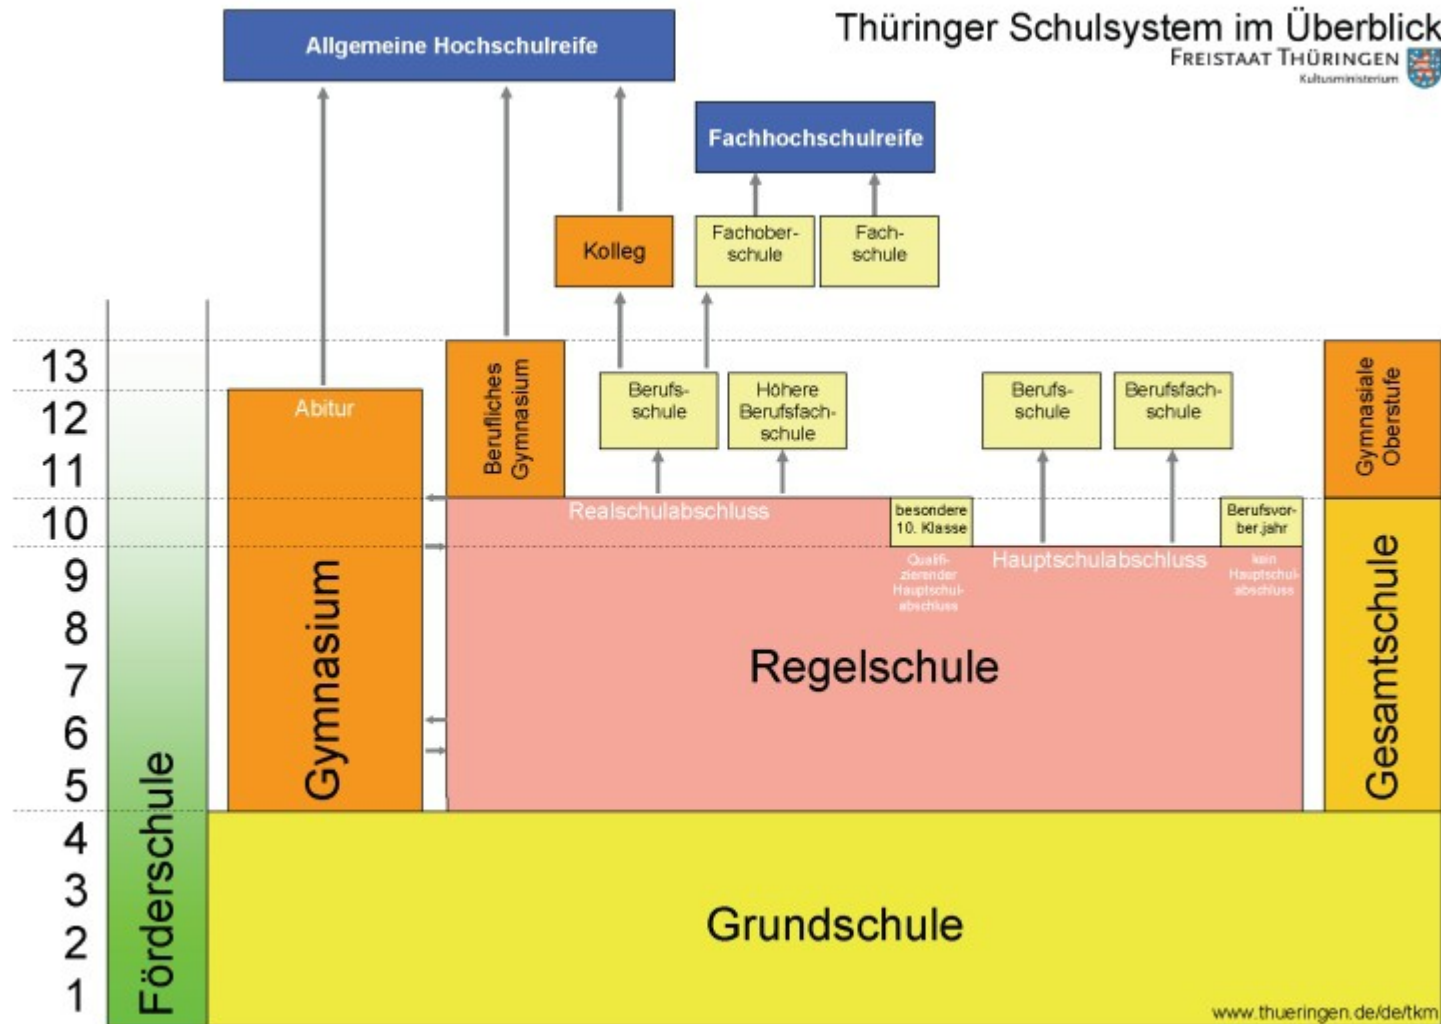 Thüringer Schulsystem im Überblick
FREISTAAT THÜRINGEN
Kultusministerium
Allgemeine Hochschulreife
Fachhochschulreife
Kolleg
Fachober-
schule
Fach-
schule
13
12
11
10
9
8
7
6
5
4
3
2
1
Förderschule
Abitur
Gymnasium
Berufliches
Gymnasium
Berufs-
schule
Höhere
Berufsfach-
schule
Berufs-
schule
Berufsfach-
schule
Gymnasiale
Oberstufe
Realschulabschluss
besondere
10. Klasse
Berufsvor-
ber.jahr
Qualifi-
zierender
Hauptschul-
abschluss
Hauptschulabschluss
kein
Hauptschul-
abschluss
Regelschule
Gesamtschule
Grundschule
www.thueringen.de/de/tkm